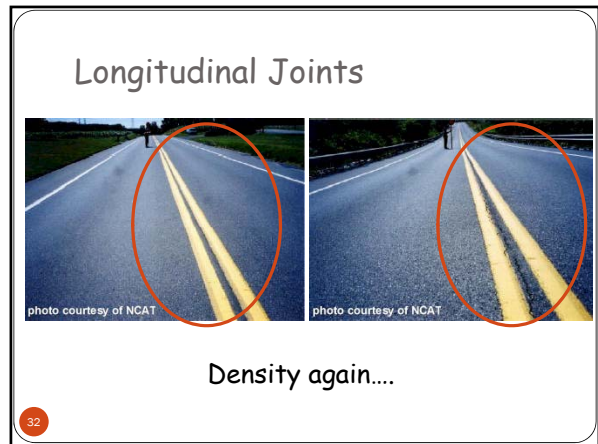 Longitudinal Joints
photo courtesy of NCAT
photo courtesy of NCAT
Density again....
32